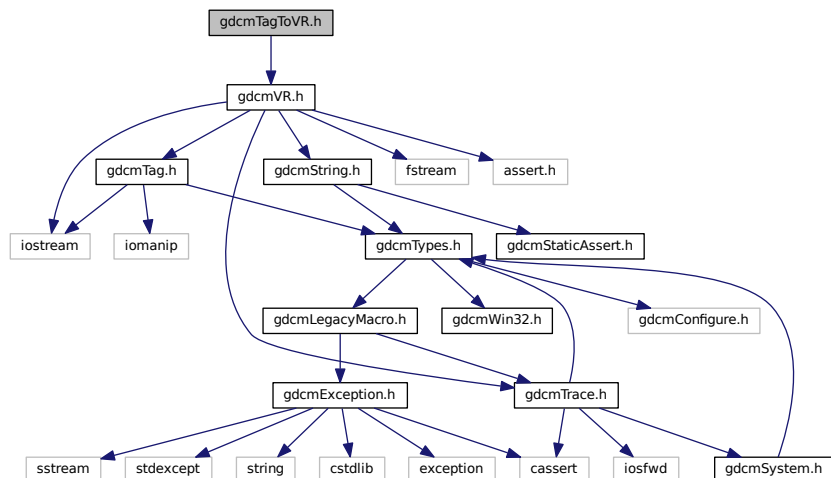 gdcmTagToVR.h
gdcmVR.h
gdcmTag.h
gdcmString.h
fstream
assert.h
iostream
iomanip
gdcmTypes.h
gdcmStaticAssert.h
gdcmLegacyMacro.h
gdcmWin32.h
gdcmConfigure.h
gdcmException.h
gdcmTrace.h
sstream
stdexcept
string
cstdlib
exception
cassert
iosfwd
gdcmSystem.h